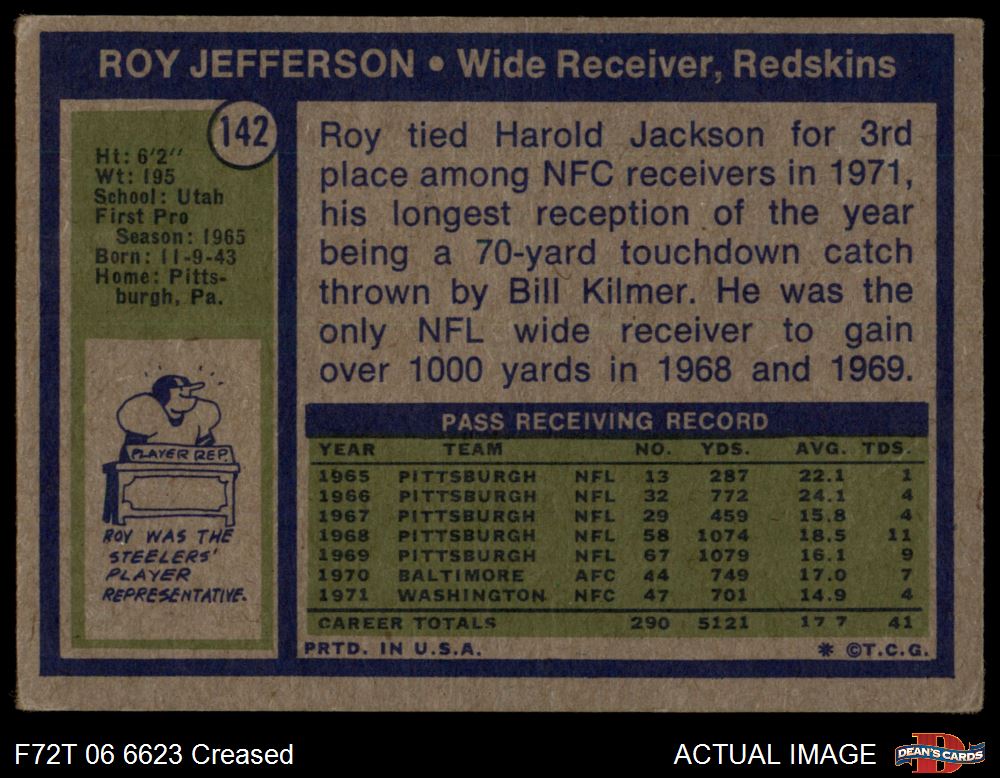 ROY JEFFERSON • Wide Receiver, Redskins
142
Ht: 6'2''
Wt: 195
School: Utah
First Pro
Season: 1965
Born: 11-9-43
Home: Pitts-
burgh, Pa.
PLAYER REP.
ROY WAS THE
STEELERS'
PLAYER
REPRESENTATIVE.
Roy tied Harold Jackson for 3rd
place among NFC receivers in 1971,
his longest reception of the year
being a 70-yard touchdown catch
thrown by Bill Kilmer. He was the
only NFL wide receiver to gain
over 1000 yards in 1968 and 1969.
PASS RECEIVING RECORD
YEAR TEAM NO. YDS. AVG. TDS.
1965 PITTSBURGH NFL 13 287 22.1 1
1966 PITTSBURGH NFL 32 772 24.1 4
1967 PITTSBURGH NFL 29 459 15.8 4
1968 PITTSBURGH NFL 58 1074 18.5 11
1969 PITTSBURGH NFL 67 1079 16.1 9
1970 BALTIMORE AFC 44 749 17.0 7
1971 WASHINGTON NFC 47 701 14.9 4
CAREER TOTALS 290 5121 17 7 41
PRTD. IN U.S.A. * ©T.C.G.
F72T 06 6623 Creased
ACTUAL IMAGE
DEAN'S CARDS